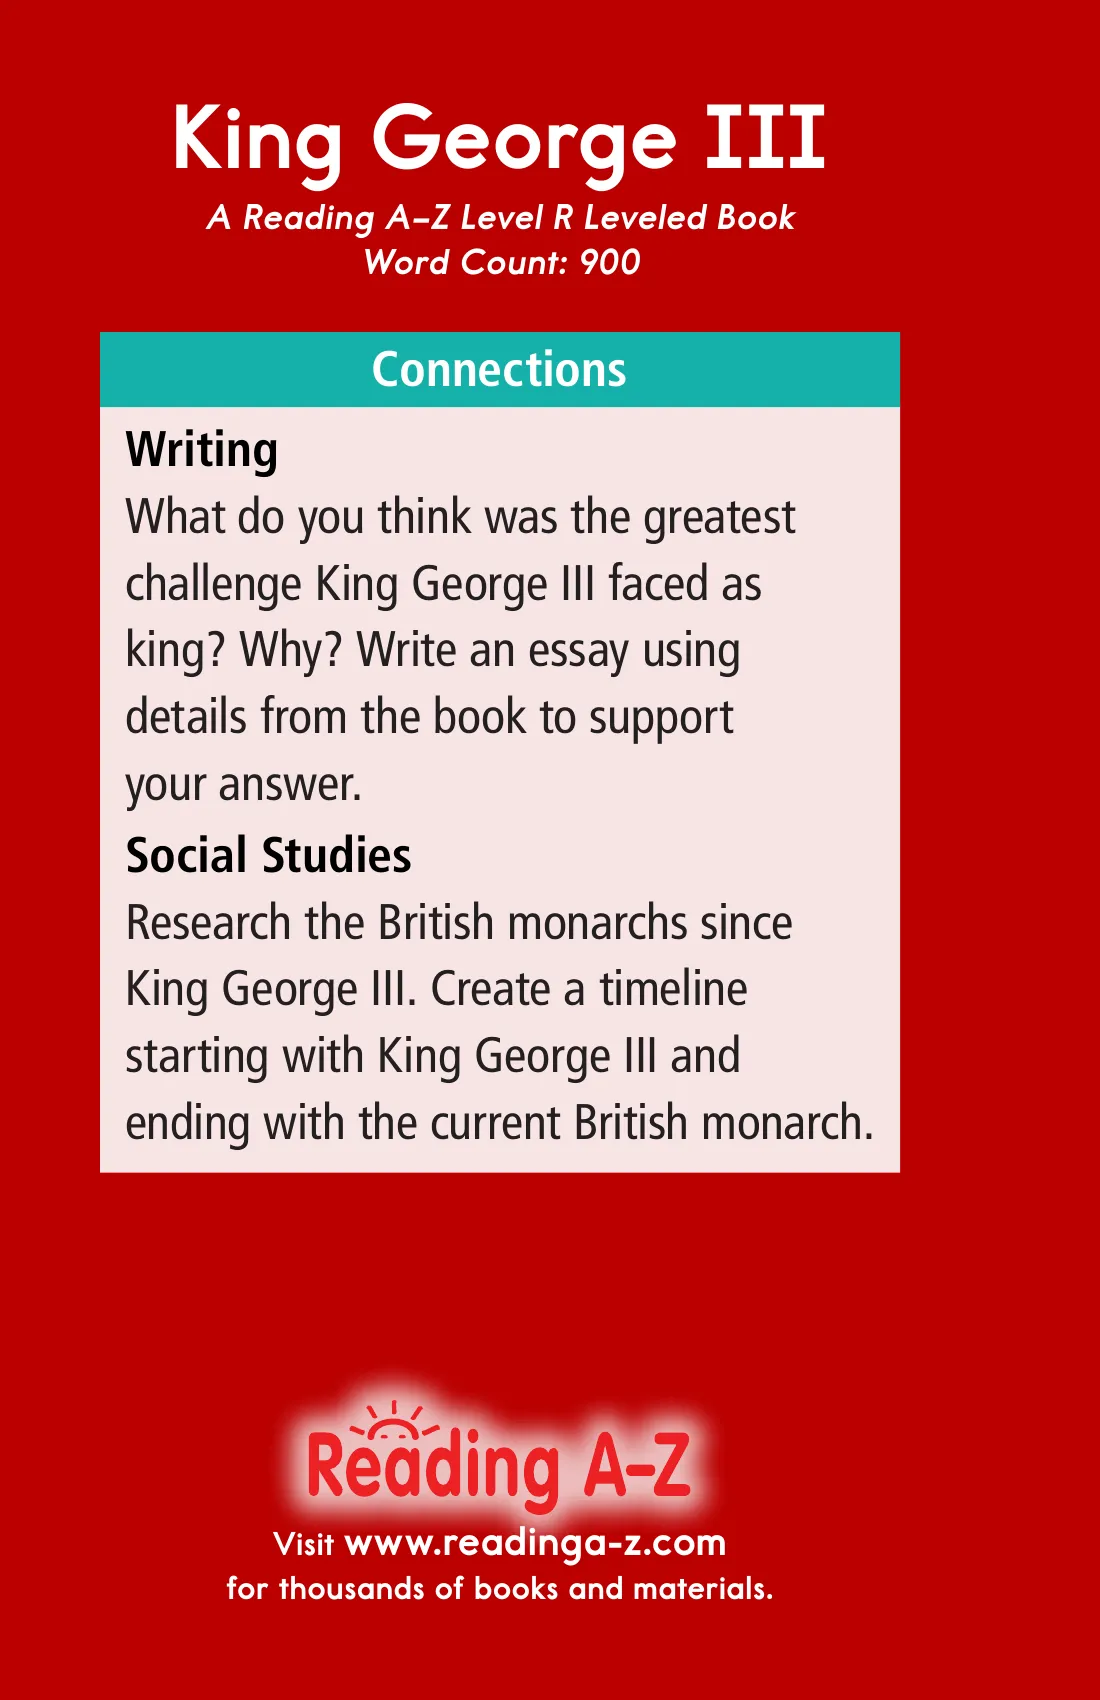 King George III
A Reading A–Z Level R Leveled Book
Word Count: 900
Connections
Writing
What do you think was the greatest
challenge King George III faced as
king? Why? Write an essay using
details from the book to support
your answer.
Social Studies
Research the British monarchs since
King George III. Create a timeline
starting with King George III and
ending with the current British monarch.
Reading A–Z
Visit www.readinga-z.com
for thousands of books and materials.